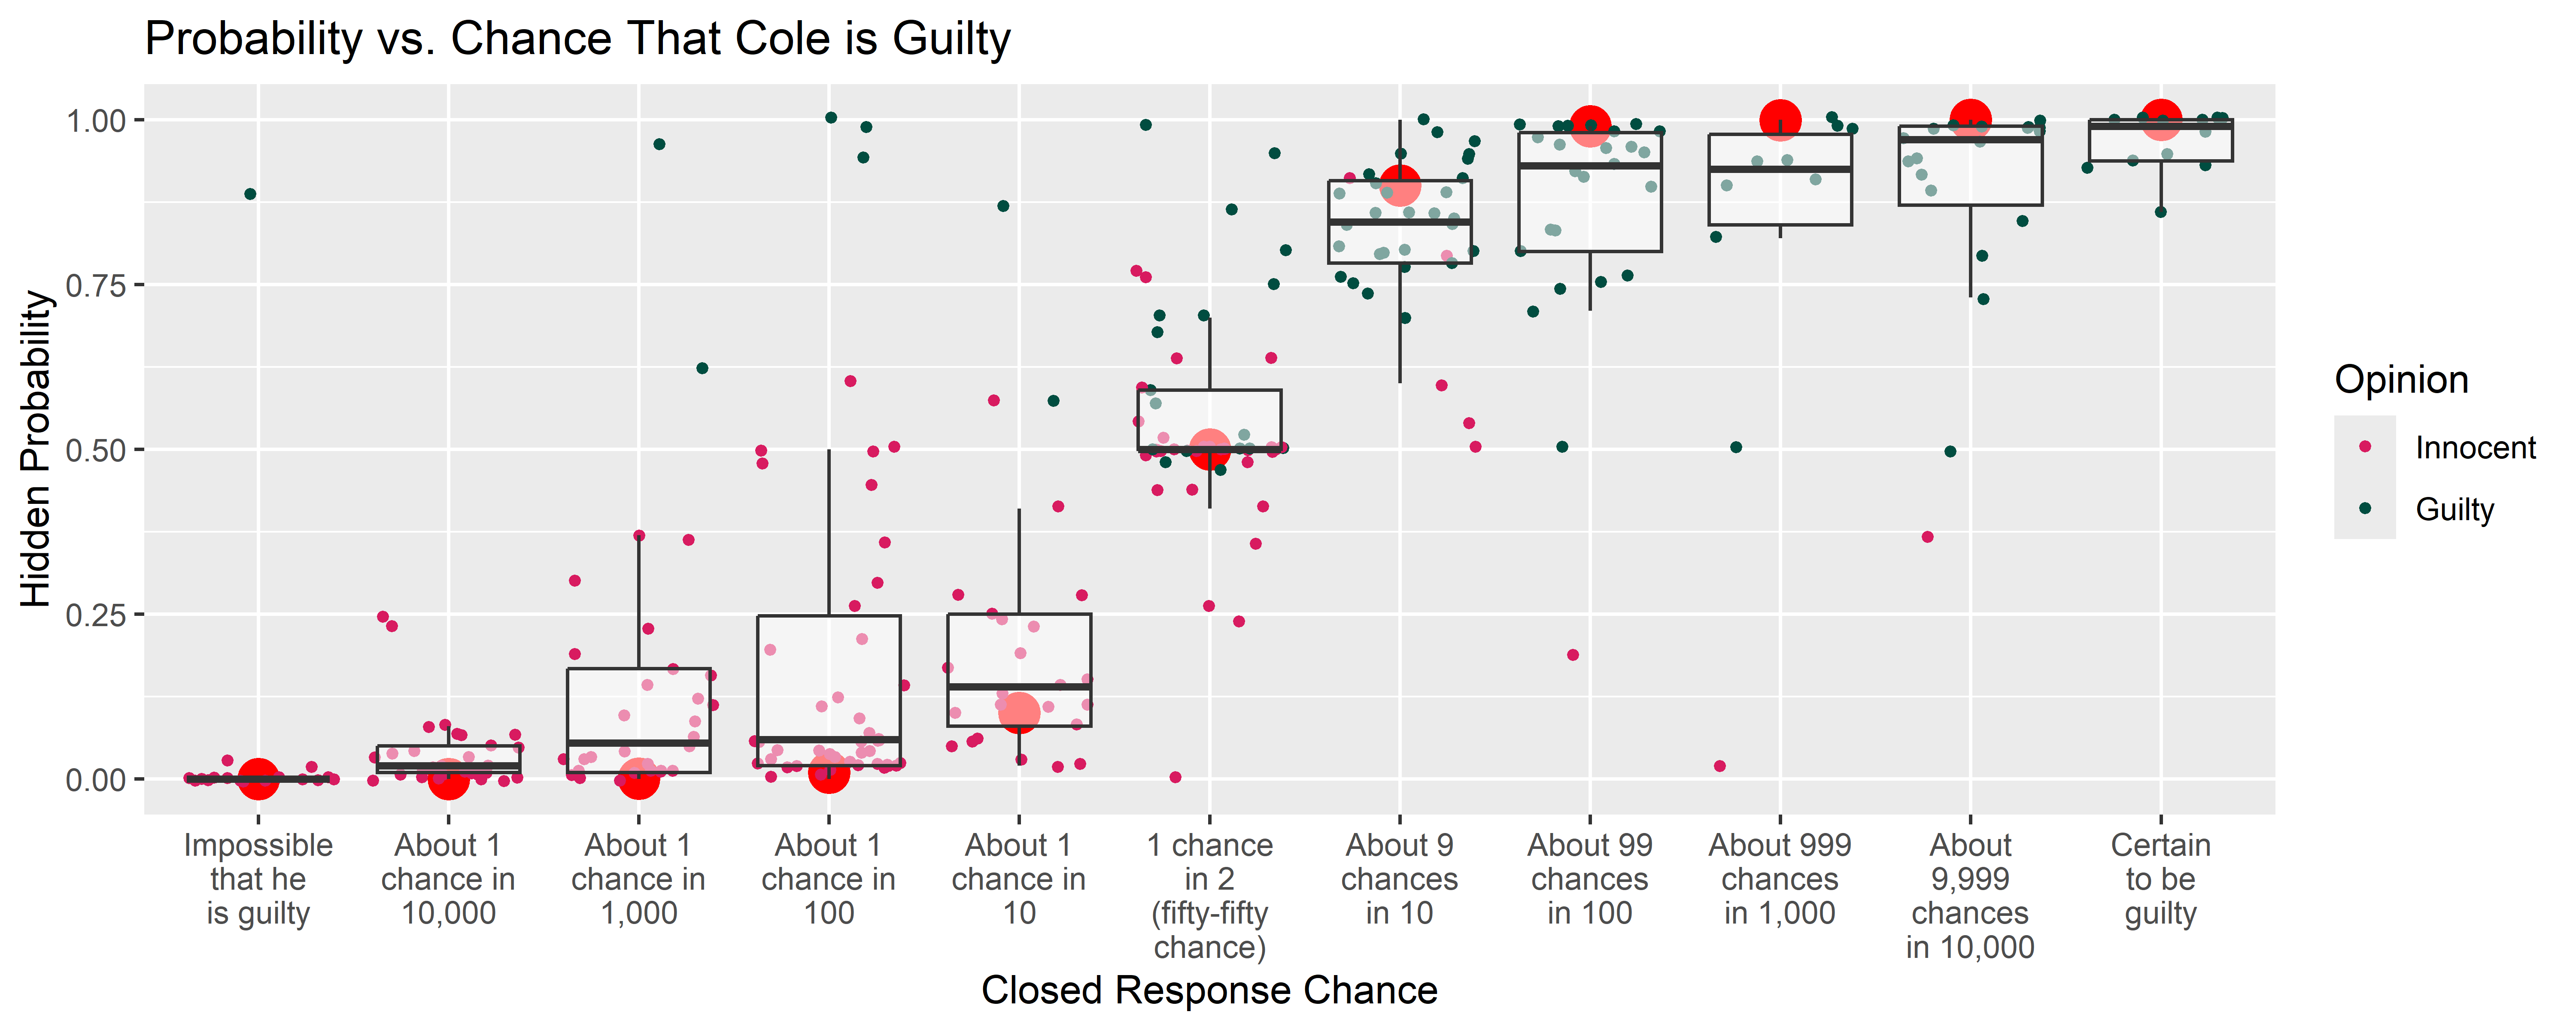 Probability vs. Chance That Cole is Guilty
Hidden Probability
1.00
0.75
0.50
0.25
0.00
Impossible
that he
is guilty
About 1
chance in
10,000
About 1
chance in
1,000
About 1
chance in
100
About 1
chance in
10
1 chance
in 2
(fifty-fifty
chance)
About 9
chances
in 10
About 99
chances
in 100
About 999
chances
in 1,000
About
9,999
chances
in 10,000
Certain
to be
guilty
Closed Response Chance
Opinion
Innocent
Guilty